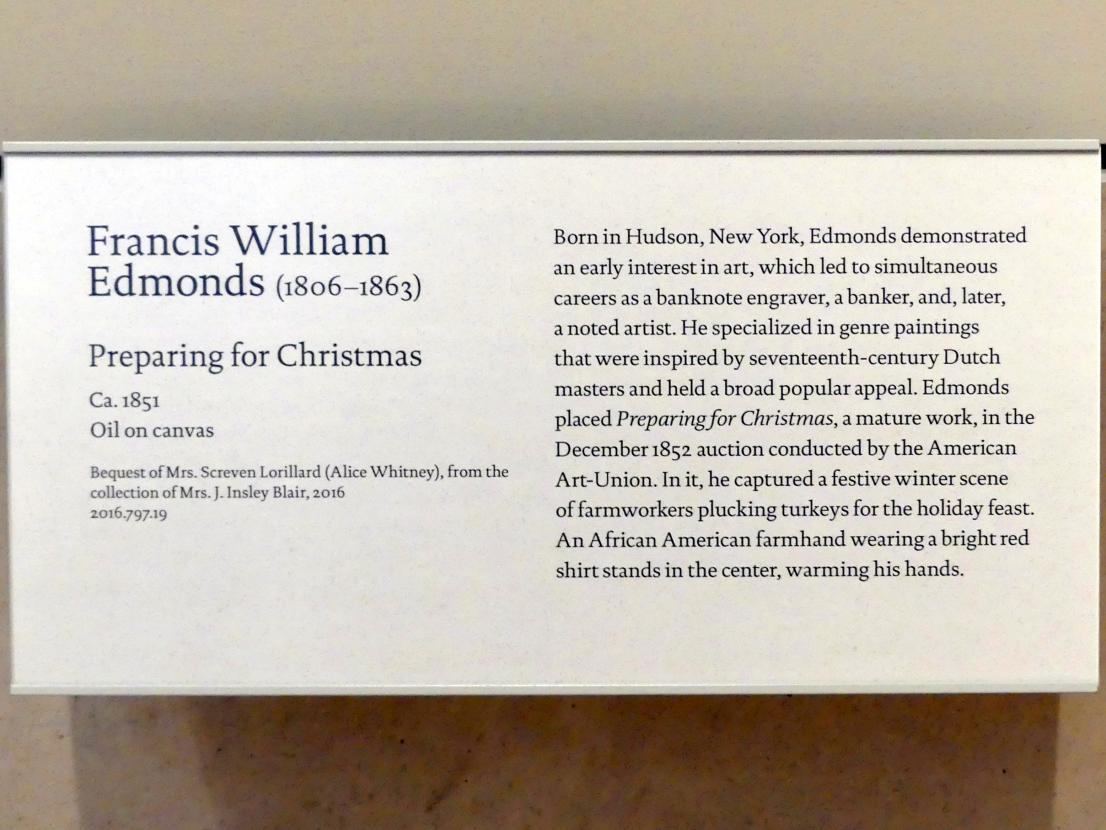 Francis William
Edmonds (1806–1863)
Preparing for Christmas
Ca. 1851
Oil on canvas
Bequest of Mrs. Screven Lorillard (Alice Whitney), from the
collection of Mrs. J. Insley Blair, 2016
2016.797.19
Born in Hudson, New York, Edmonds demonstrated
an early interest in art, which led to simultaneous
careers as a banknote engraver, a banker, and, later,
a noted artist. He specialized in genre paintings
that were inspired by seventeenth-century Dutch
masters and held a broad popular appeal. Edmonds
placed Preparing for Christmas, a mature work, in the
December 1852 auction conducted by the American
Art-Union. In it, he captured a festive winter scene
of farmworkers plucking turkeys for the holiday feast.
An African American farmhand wearing a bright red
shirt stands in the center, warming his hands.